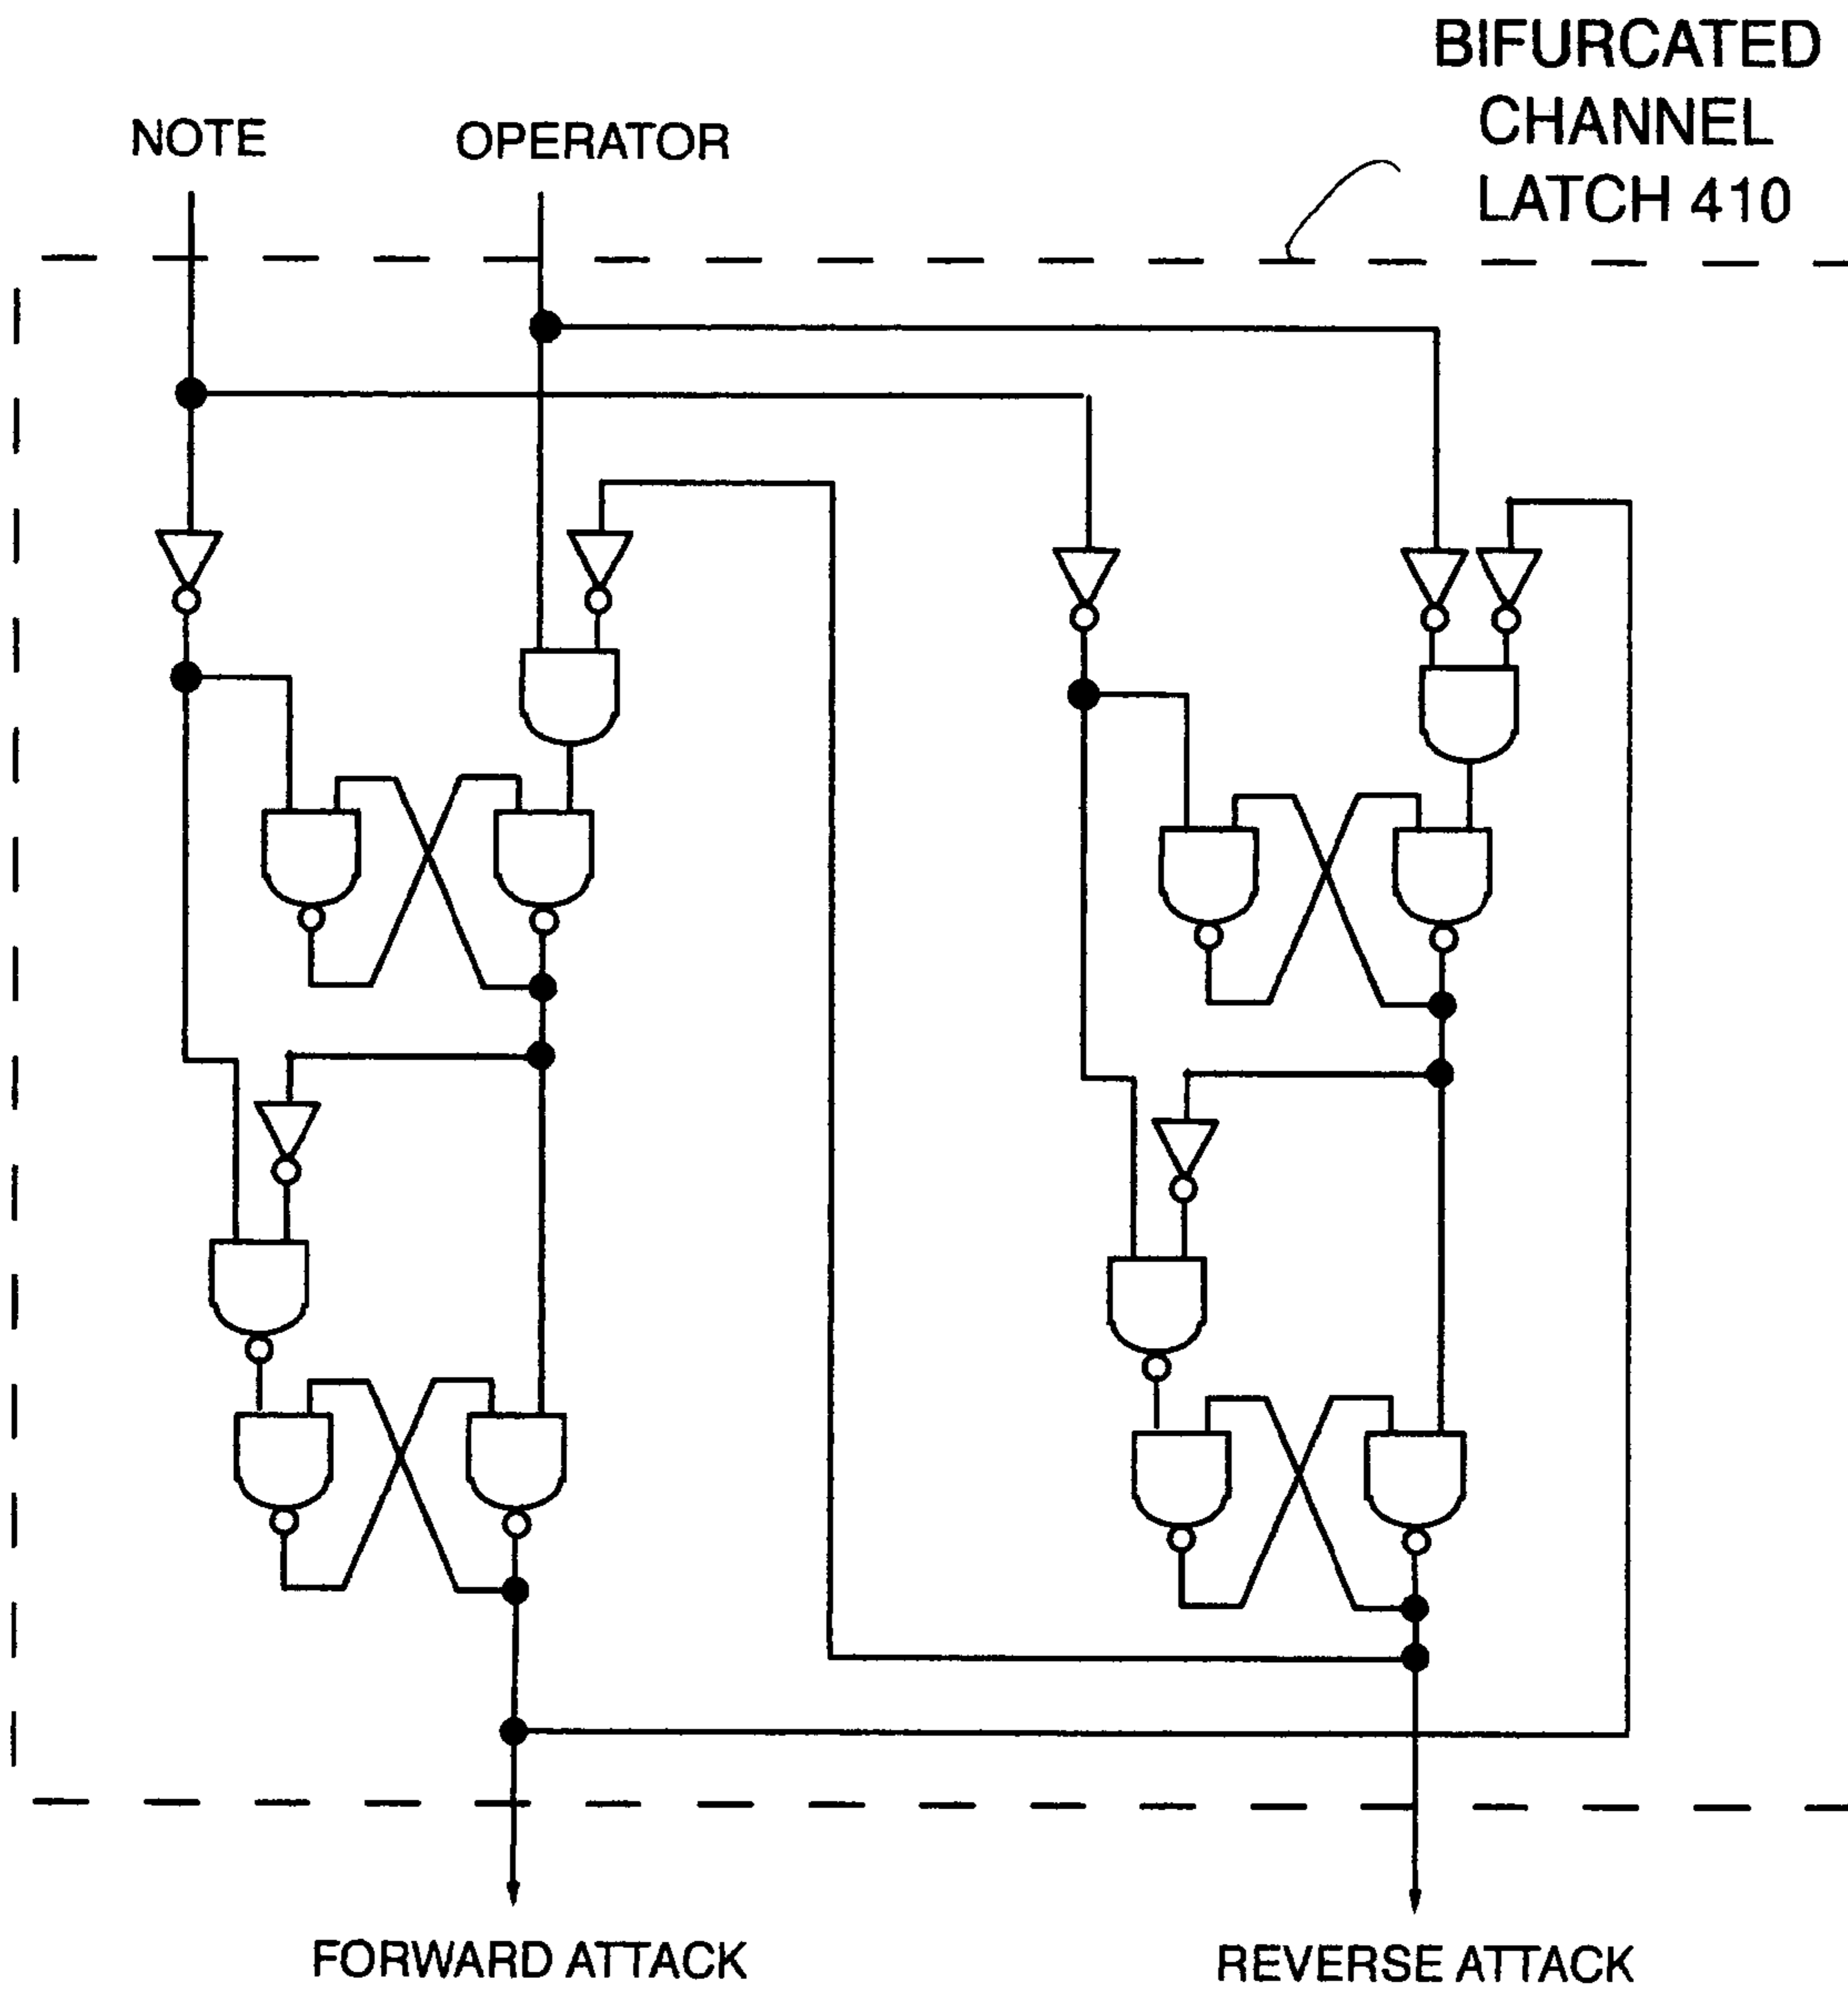 BIFURCATED
CHANNEL
LATCH 410
NOTE
OPERATOR
FORWARD ATTACK
REVERSE ATTACK